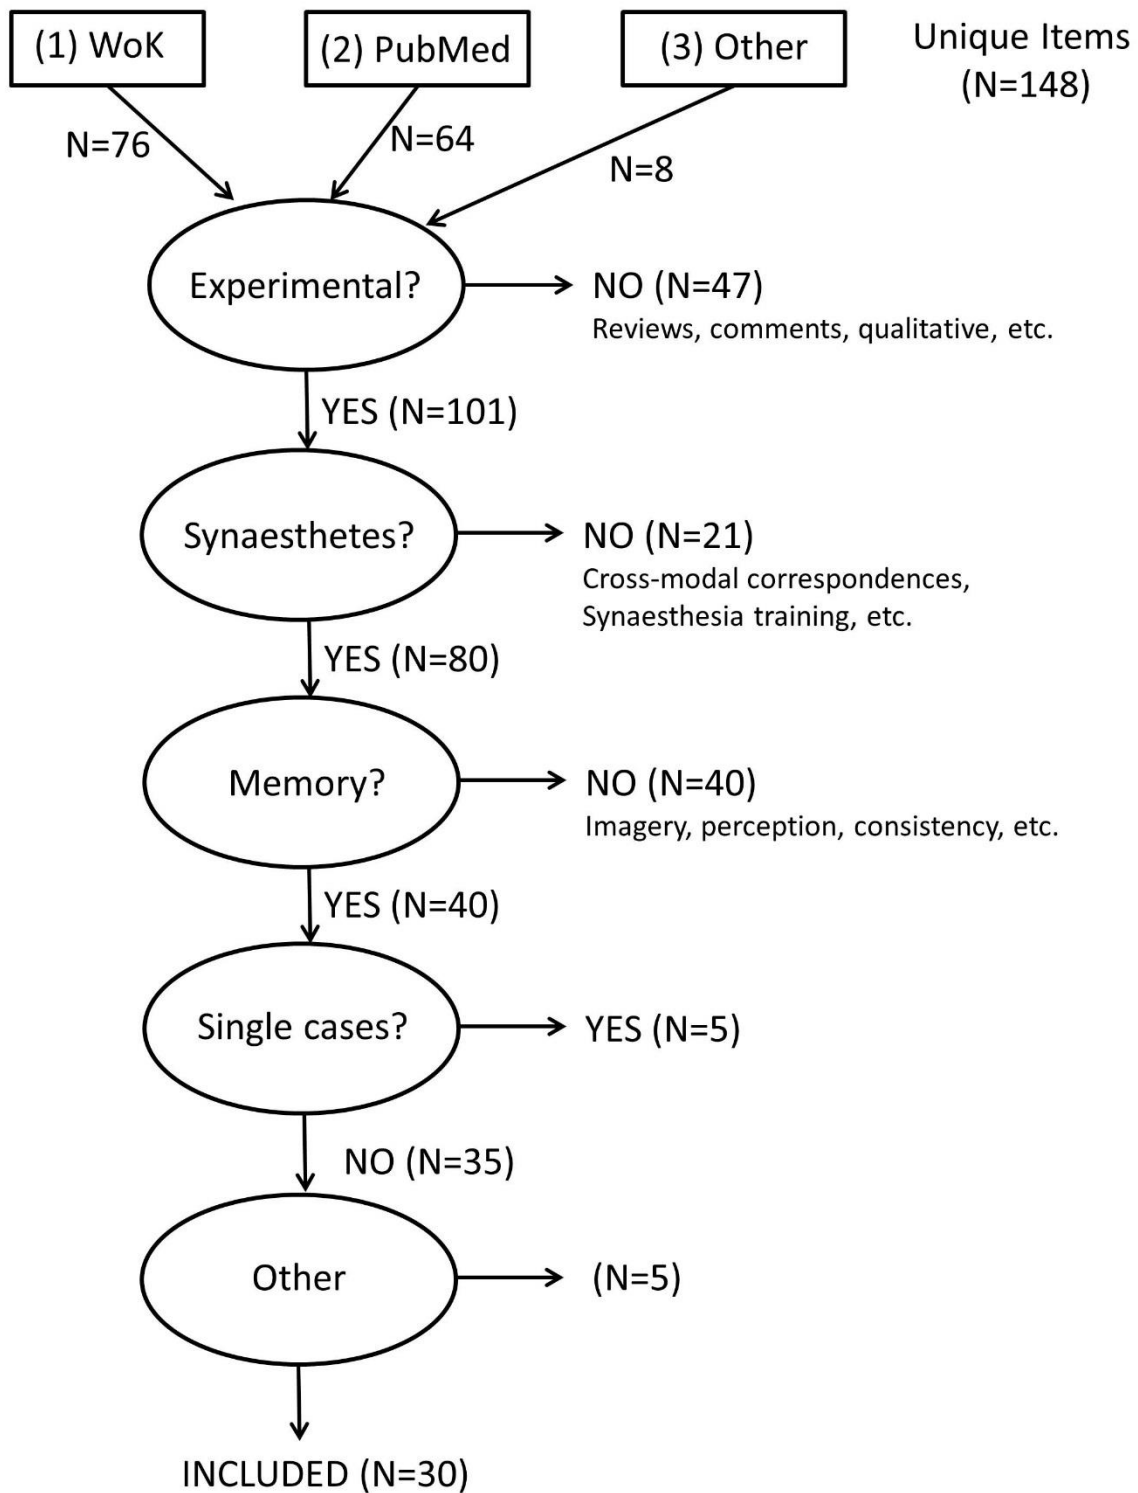 (1) WoK
(2) PubMed
(3) Other
Unique Items
(N=148)
N=76
N=64
N=8
Experimental?
NO (N=47)
Reviews, comments, qualitative, etc.
YES (N=101)
Synaesthetes?
NO (N=21)
Cross-modal correspondences,
Synaesthesia training, etc.
YES (N=80)
Memory?
NO (N=40)
Imagery, perception, consistency, etc.
YES (N=40)
Single cases?
YES (N=5)
NO (N=35)
Other
(N=5)
INCLUDED (N=30)